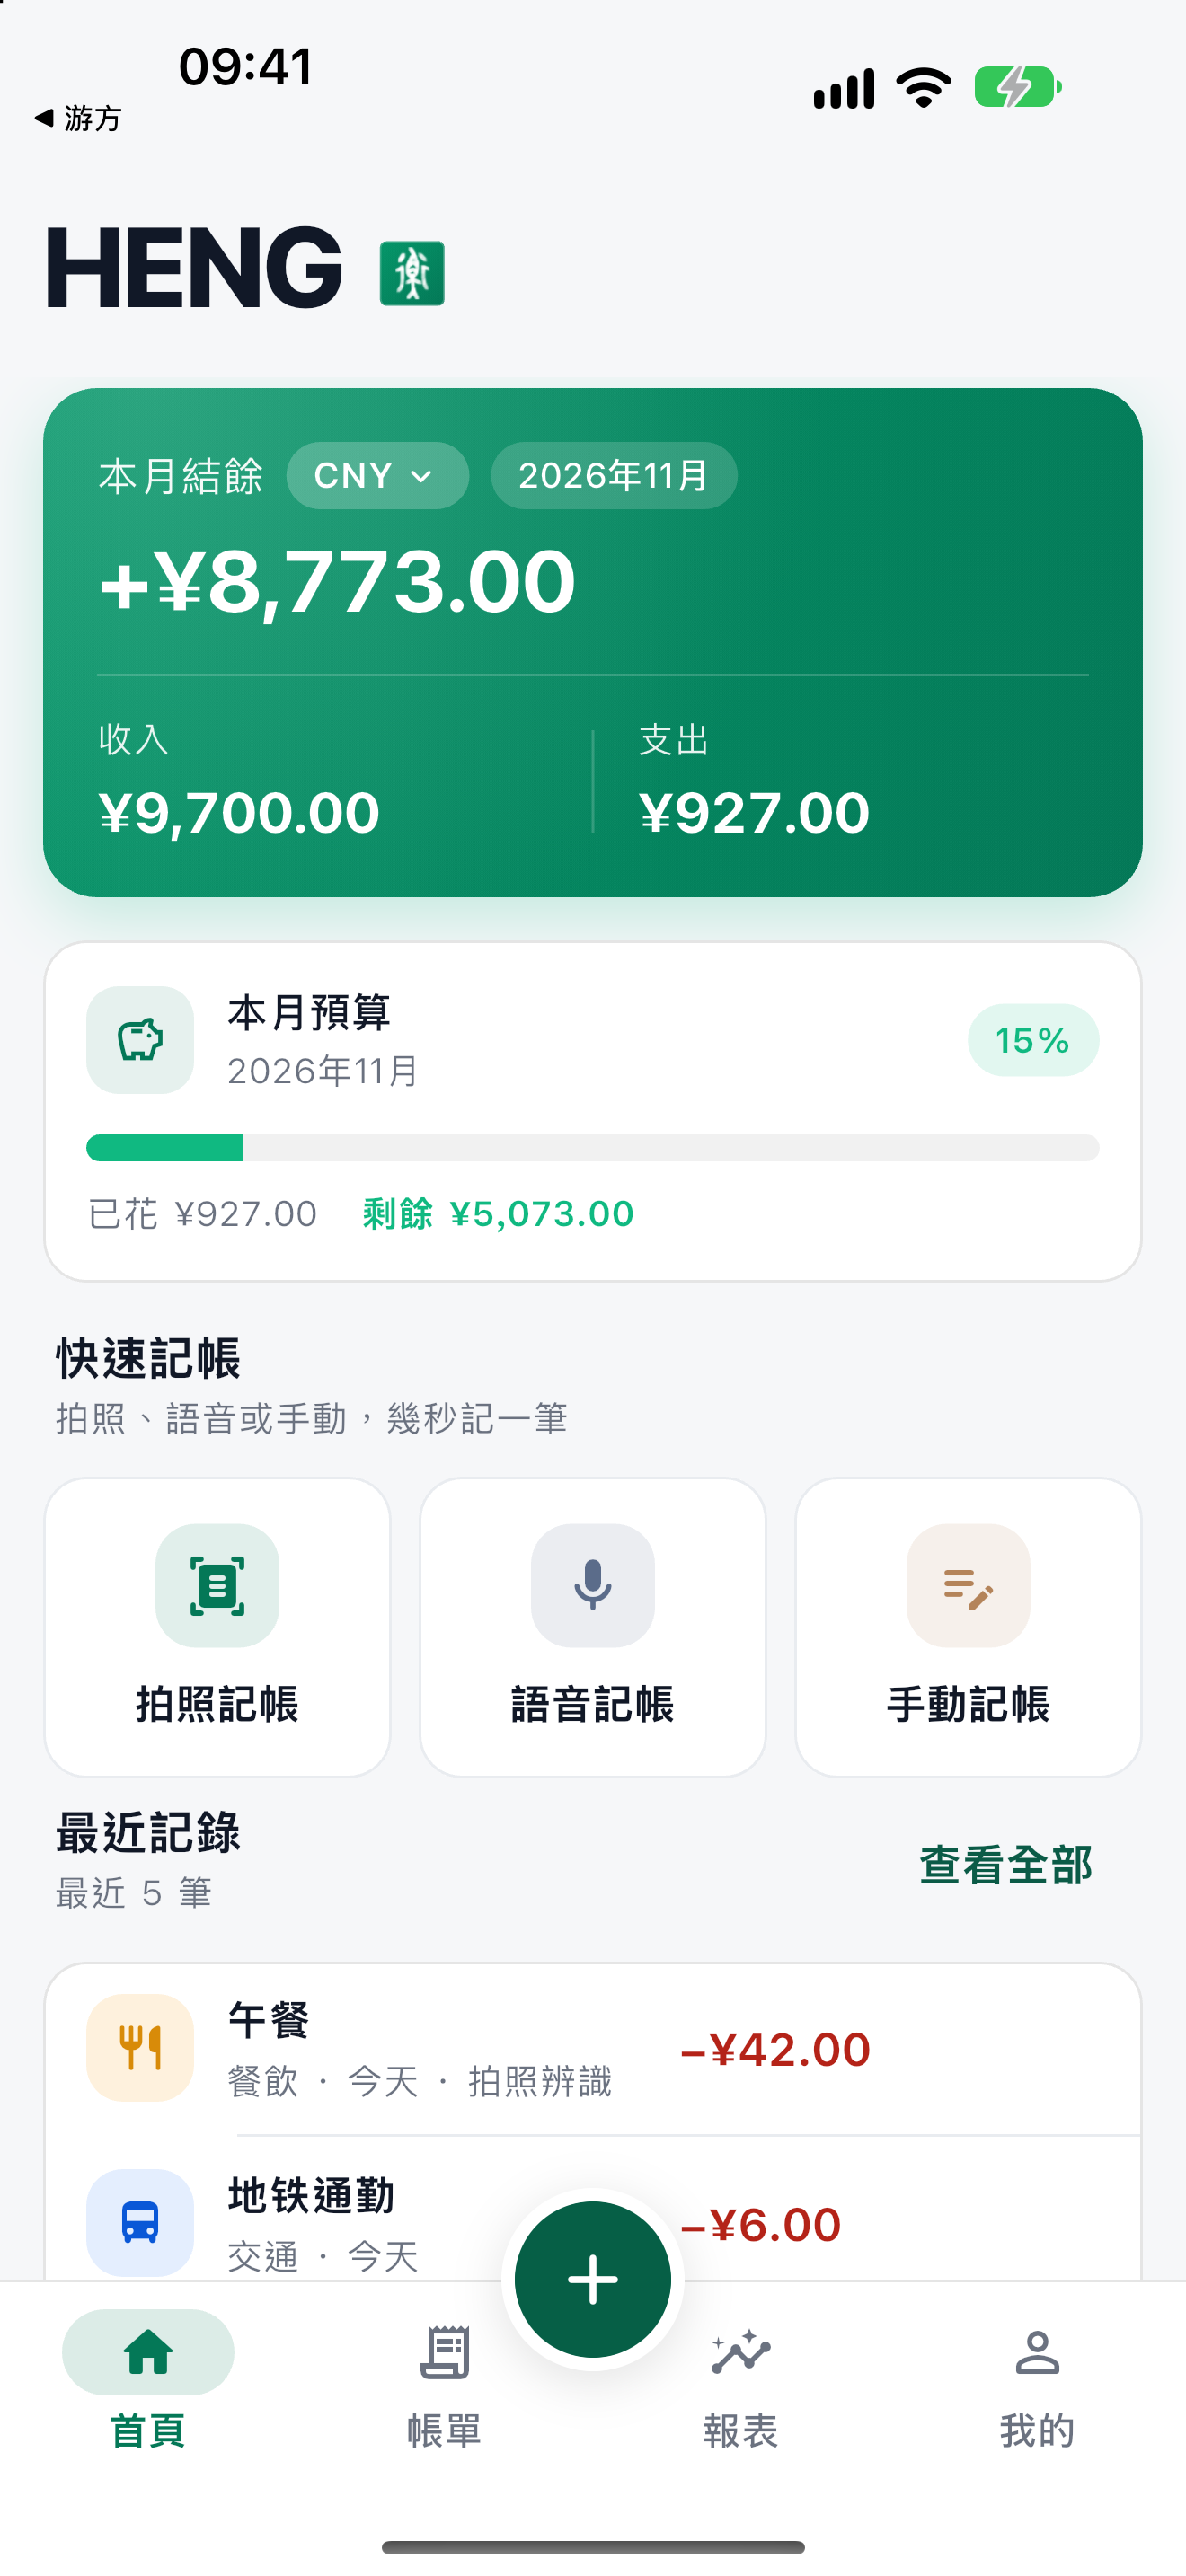 09:41
◀ 游方
HENG 衡
本月結餘 CNY 2026年11月
+¥8,773.00
收入 支出
¥9,700.00 ¥927.00
本月預算
2026年11月
15%
已花 ¥927.00 剩餘 ¥5,073.00
快速記帳
拍照、語音或手動，幾秒記一筆
拍照記帳 語音記帳 手動記帳
最近記錄
最近 5 筆
查看全部
午餐
餐飲 · 今天 · 拍照辨識
−¥42.00
地铁通勤
交通 · 今天
−¥6.00
首頁 帳單 報表 我的